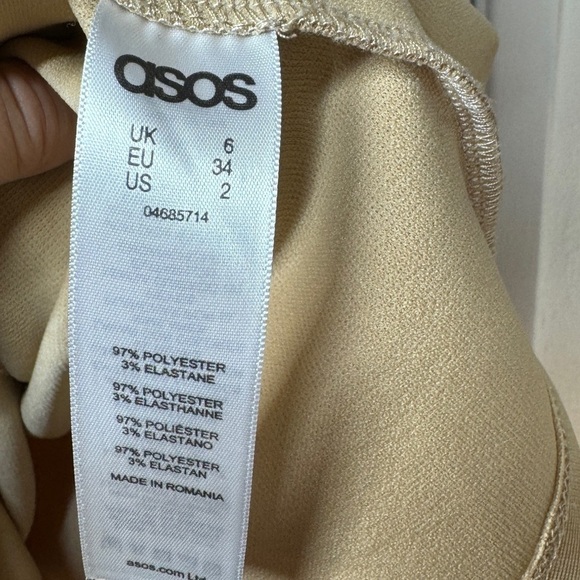 asos
UK 6
EU 34
US 2
04685714
97% POLYESTER
3% ELASTANE
97% POLYESTER
3% ELASTHANNE
97% POLIÉSTER
3% ELASTANO
97% POLYESTER
3% ELASTAN
MADE IN ROMANIA
asos.com Ltd